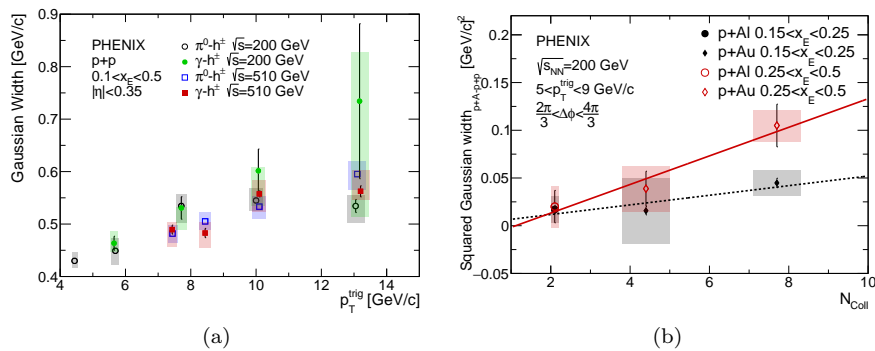 Gaussian Width [GeV/c]
0.9
0.8
0.7
0.6
0.5
0.4
4 6 8 10 12 14
p_T^trig [GeV/c]
PHENIX
p+p
0.1<x_E<0.5
|η|<0.35
π⁰-h± √s=200 GeV
γ-h± √s=200 GeV
π⁰-h± √s=510 GeV
γ-h± √s=510 GeV
(a)
Squared Gaussian width_p+A-p+p [GeV/c]²
0.2
0.15
0.1
0.05
0
−0.05
2 4 6 8 10
N_Coll
PHENIX
√s_NN=200 GeV
5<p_T^trig<9 GeV/c
2π/3<Δϕ<4π/3
p+Al 0.15<x_E<0.25
p+Au 0.15<x_E<0.25
p+Al 0.25<x_E<0.5
p+Au 0.25<x_E<0.5
(b)